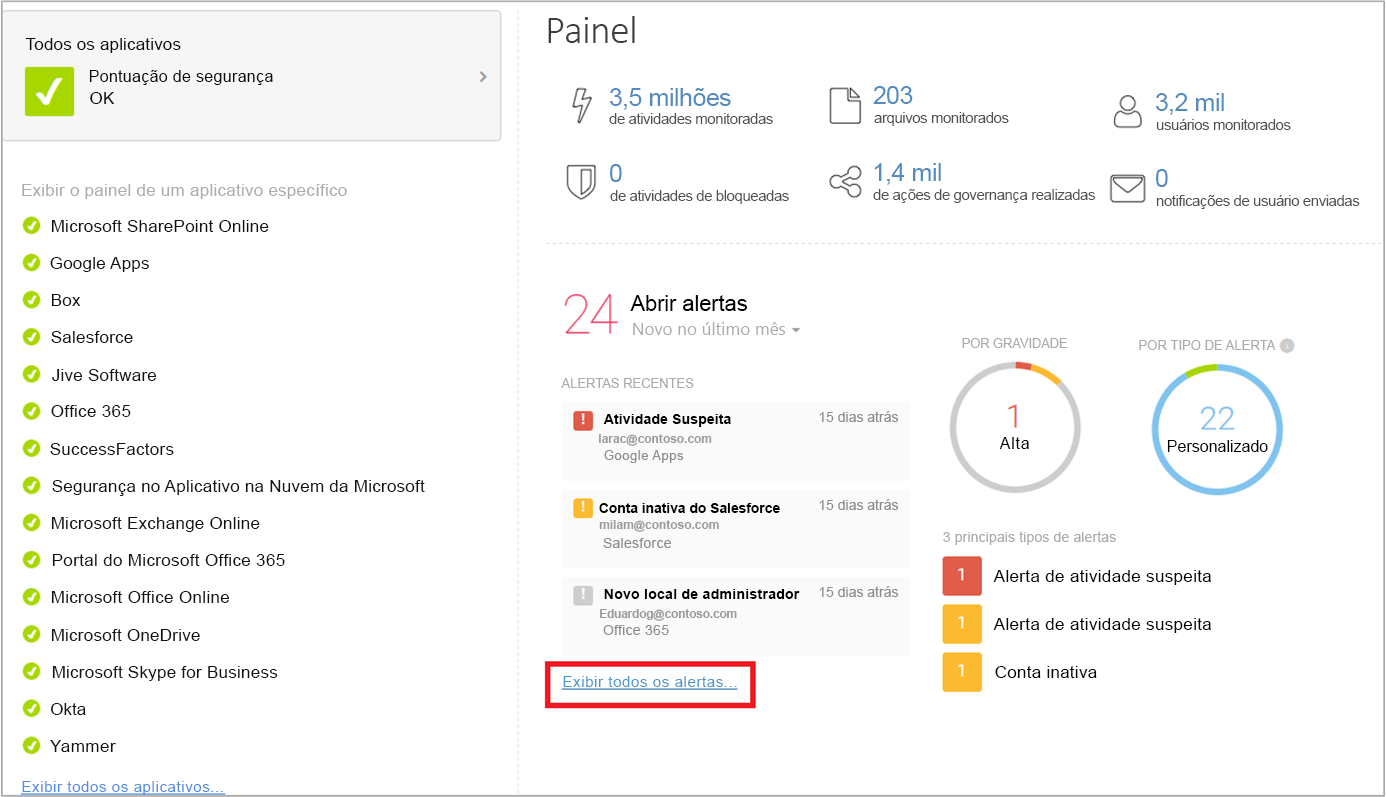 Todos os aplicativos
Pontuação de segurança
OK
Exibir o painel de um aplicativo específico
Microsoft SharePoint Online
Google Apps
Box
Salesforce
Jive Software
Office 365
SuccessFactors
Segurança no Aplicativo na Nuvem da Microsoft
Microsoft Exchange Online
Portal do Microsoft Office 365
Microsoft Office Online
Microsoft OneDrive
Microsoft Skype for Business
Okta
Yammer
Exibir todos os aplicativos...
Painel
3,5 milhões
de atividades monitoradas
203
arquivos monitorados
3,2 mil
usuários monitorados
0
de atividades de bloqueadas
1,4 mil
de ações de governança realizadas
0
notificações de usuário enviadas
24
Abrir alertas
Novo no último mês
ALERTAS RECENTES
! Atividade Suspeita 15 dias atrás
larac@contoso.com
Google Apps
! Conta inativa do Salesforce 15 dias atrás
milam@contoso.com
Salesforce
! Novo local de administrador 15 dias atrás
Eduardog@contoso.com
Office 365
Exibir todos os alertas...
POR GRAVIDADE
1
Alta
POR TIPO DE ALERTA i
22
Personalizado
3 principais tipos de alertas
1 Alerta de atividade suspeita
1 Alerta de atividade suspeita
1 Conta inativa